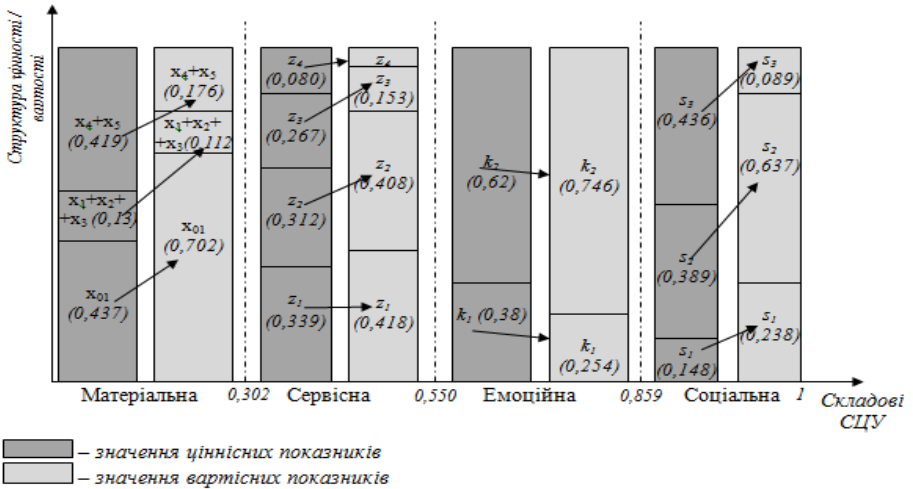 Структура цінності /
вартості
x₄+x₅
(0,419)
x₁+x₂+
+x₃ (0,13)
x₀₁
(0,437)
x₄+x₅
(0,176)
x₁+x₂+
+x₃ (0,112
x₀₁
(0,702)
z₄
(0,080)
z₃
(0,267)
z₂
(0,312)
z₁
(0,339)
z₄
z₃
(0,153)
z₂
(0,408)
z₁
(0,418)
k₂
(0,62)
k₁ (0,38)
k₂
(0,746)
k₁
(0,254)
s₃
(0,436)
s₂
(0,389)
s₁
(0,148)
s₃
(0,089)
s₂
(0,637)
s₁
(0,238)
Матеріальна 0,302 Сервісна 0,550 Емоційна 0,859 Соціальна 1 Складові
СЦУ
– значення ціннісних показників
– значення вартісних показників